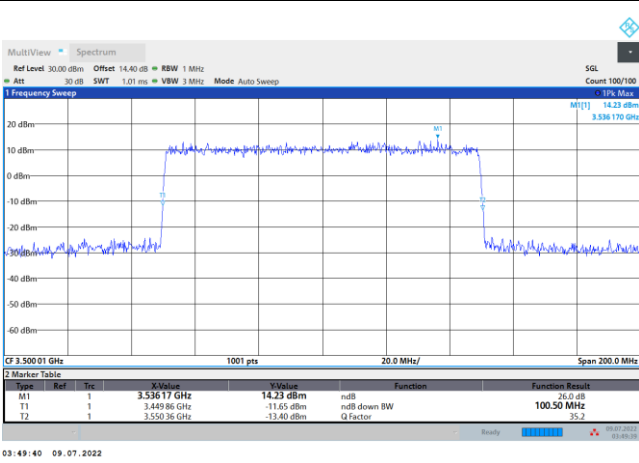 MultiView Spectrum
Ref Level 30.00 dBm Offset 14.40 dB RBW 1 MHz SGL
Att 30 dB SWT 1.01 ms VBW 3 MHz Mode Auto Sweep Count 100/100
1 Frequency Sweep 1Pk Max
M1[1] 14.23 dBm
3.536 170 GHz
M1
20 dBm
10 dBm
0 dBm
T1 T2
-10 dBm
-20 dBm
-30 dBm
-40 dBm
-50 dBm
-60 dBm
CF 3.500 01 GHz 1001 pts 20.0 MHz/ Span 200.0 MHz
2 Marker Table
Type Ref Trc X-Value Y-Value Function Function Result
M1 1 3.536 17 GHz 14.23 dBm ndB 26.0 dB
T1 1 3.449 86 GHz -11.65 dBm ndB down BW 100.50 MHz
T2 1 3.550 36 GHz -13.40 dBm Q Factor 35.2
Ready 09.07.2022
03:49:39
03:49:40 09.07.2022